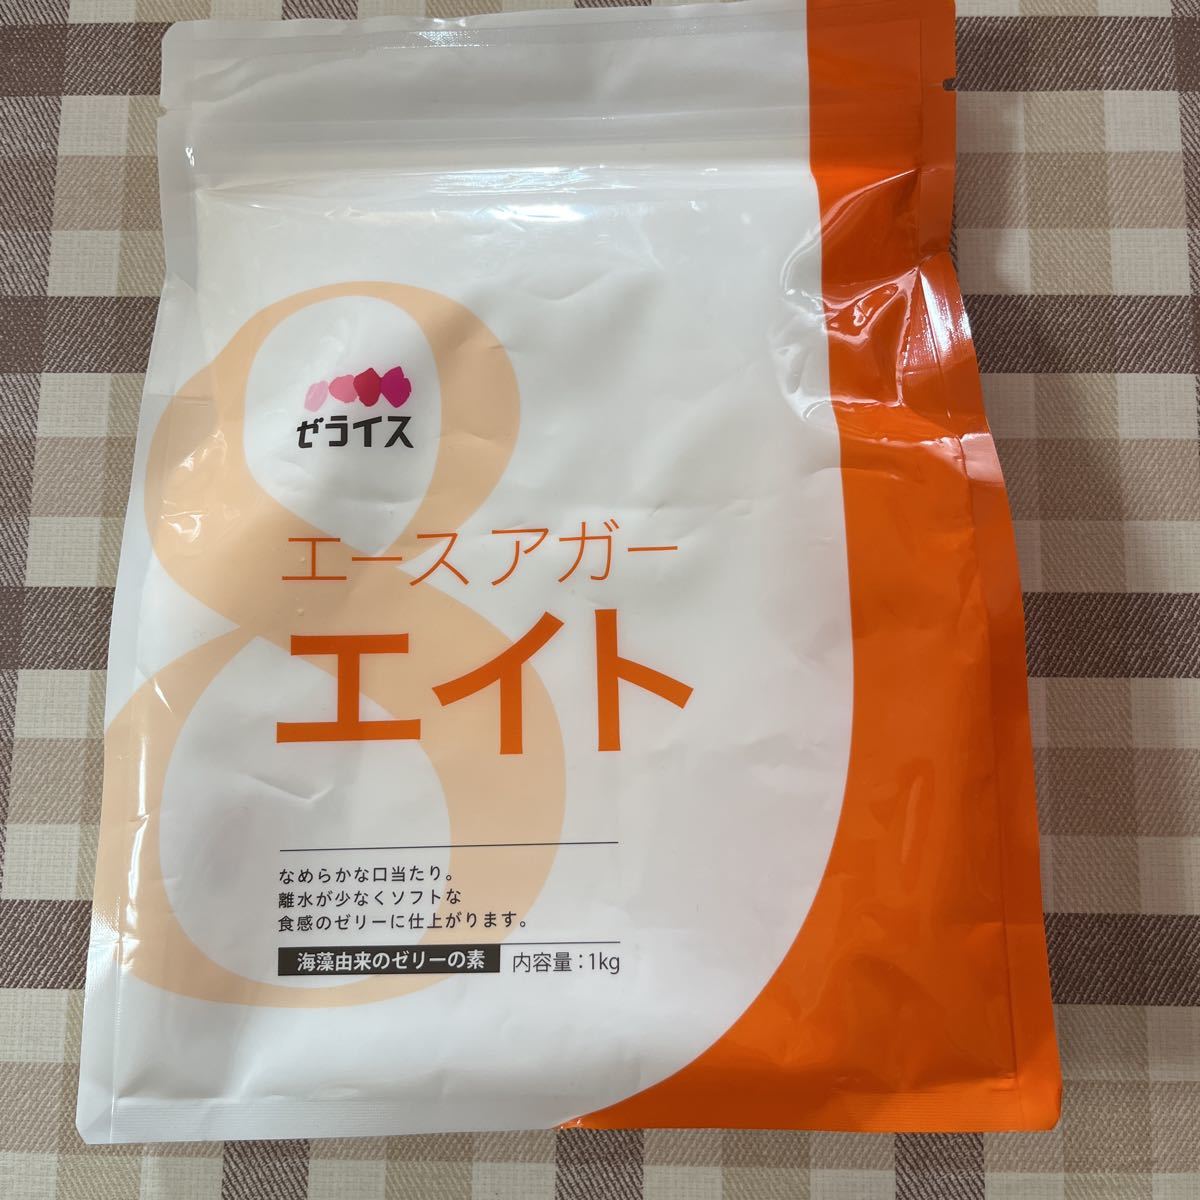 8
ゼライス
エースアガー
エイト
なめらかな口当たり。
離水が少なくソフトな
食感のゼリーに仕上がります。
海藻由来のゼリーの素 内容量：1kg